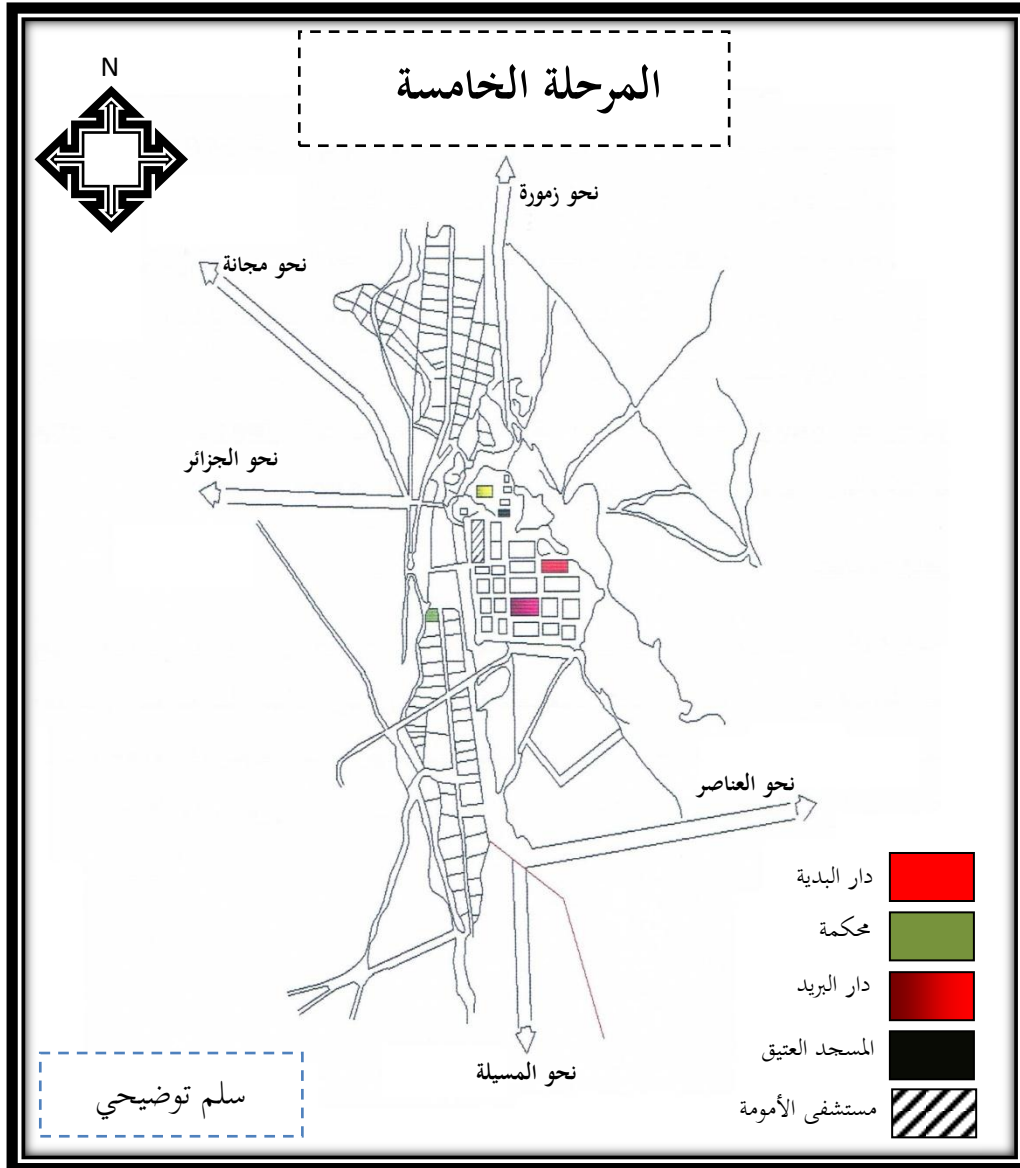 المرحلة الخامسة
N
نحو زمورة
نحو مجانة
نحو الجزائر
نحو العناصر
نحو المسيلة
دار البدية
محكمة
دار البريد
المسجد العتيق
مستشفى الأمومة
سلم توضيحي